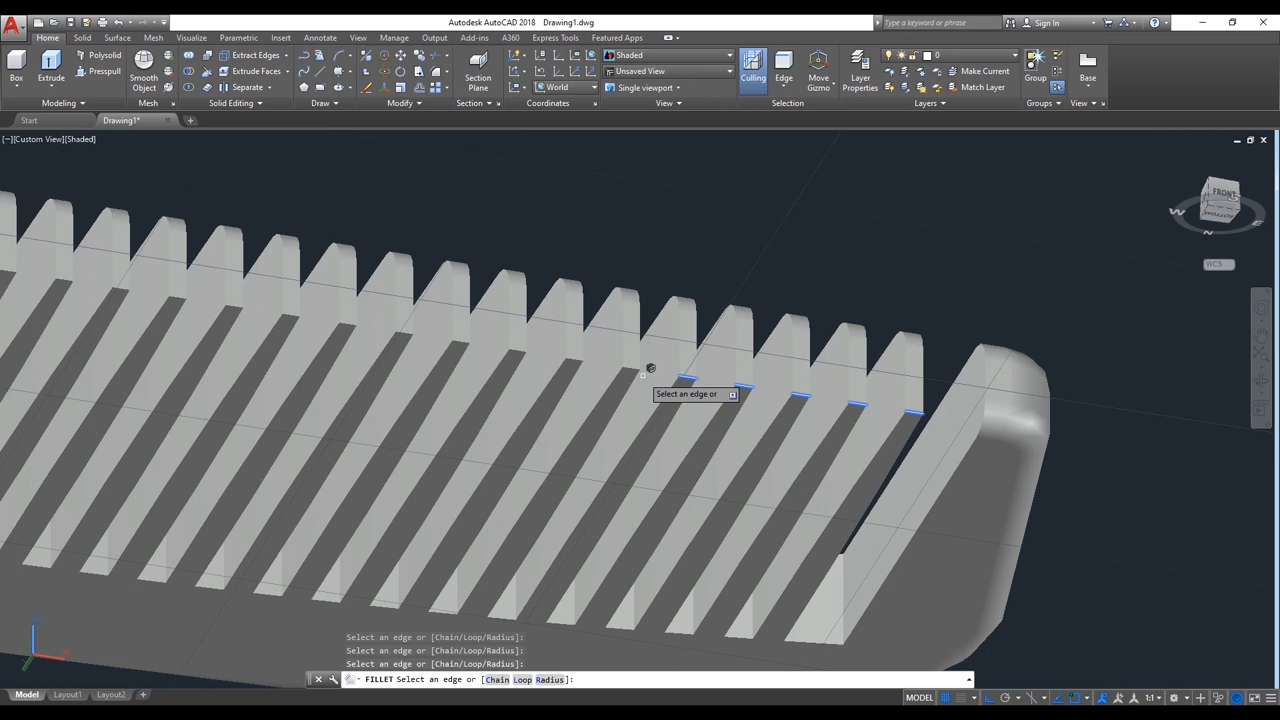 Autodesk AutoCAD 2018 Drawing1.dwg
Type a keyword or phrase
Sign In
Home Solid Surface Mesh Visualize Parametric Insert Annotate View Manage Output Add-ins A360 Express Tools Featured Apps
Box
Extrude
Polysolid
Presspull
Modeling
Smooth
Object
Mesh
Extract Edges
Extrude Faces
Separate
Solid Editing
Draw
Modify
Section
Plane
Section
World
Coordinates
Shaded
Unsaved View
Single viewport
View
Culling
Edge
Move
Gizmo
Selection
Layer
Properties
0
Make Current
Match Layer
Layers
Group
Groups
Base
View
Start
Drawing1*
[−][Custom View][Shaded]
FRONT
W
N
WCS
Select an edge or
Select an edge or [Chain/Loop/Radius]:
Select an edge or [Chain/Loop/Radius]:
Select an edge or [Chain/Loop/Radius]:
FILLET Select an edge or [Chain Loop Radius]:
Model Layout1 Layout2
MODEL
1:1